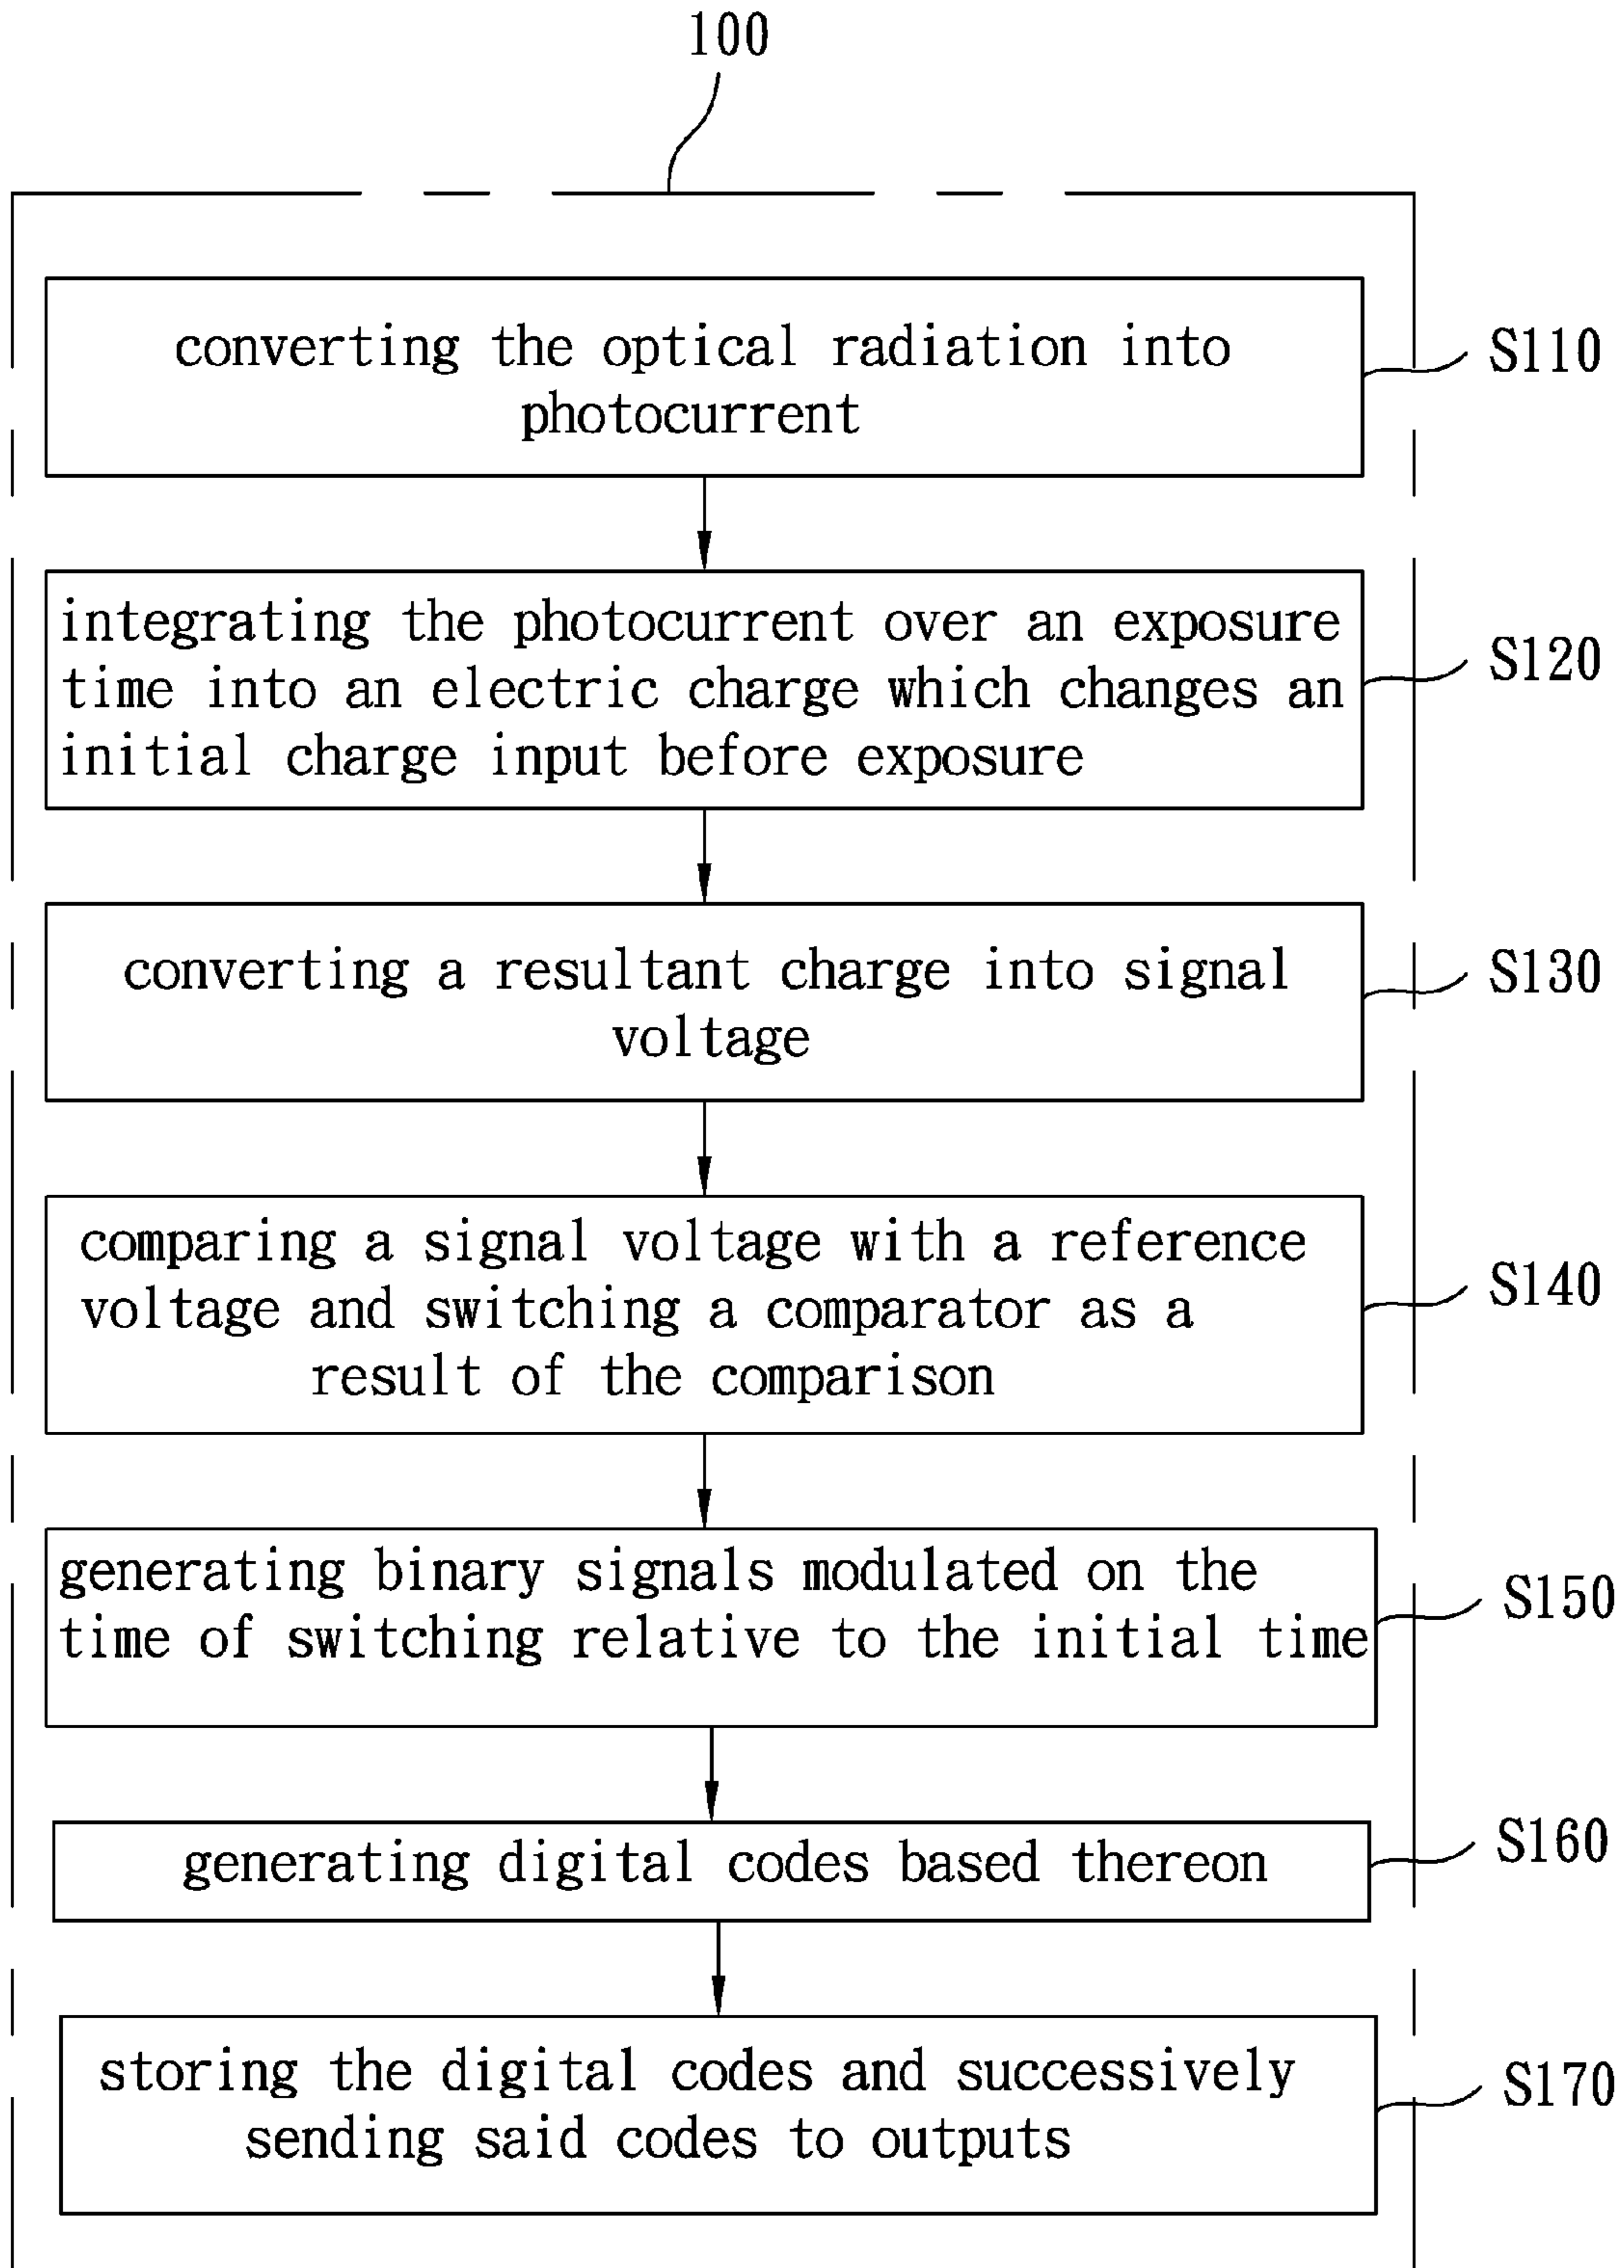 100
converting the optical radiation into
photocurrent
S110
integrating the photocurrent over an exposure
time into an electric charge which changes an
initial charge input before exposure
S120
converting a resultant charge into signal
voltage
S130
comparing a signal voltage with a reference
voltage and switching a comparator as a
result of the comparison
S140
generating binary signals modulated on the
time of switching relative to the initial time
S150
generating digital codes based thereon
S160
storing the digital codes and successively
sending said codes to outputs
S170